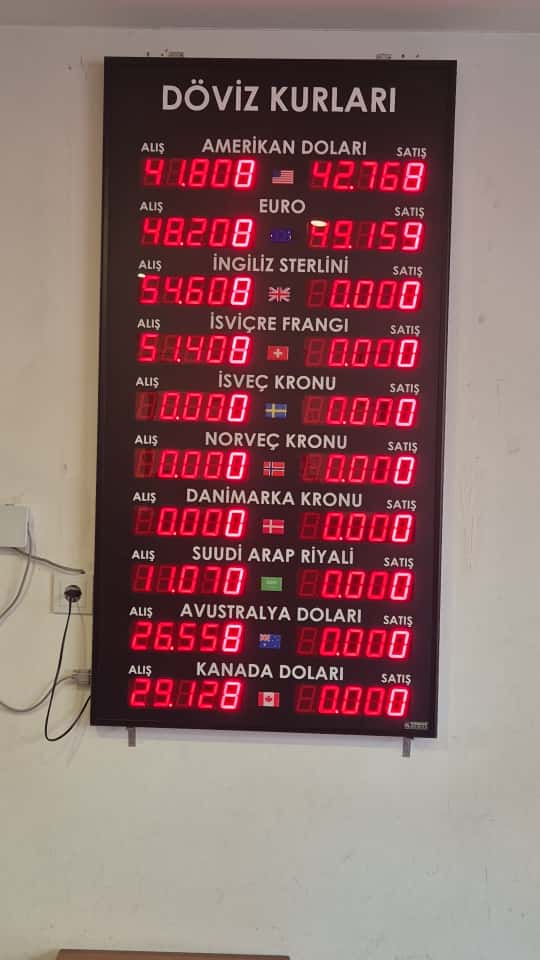 DÖVİZ KURLARI
ALIŞ AMERİKAN DOLARI SATIŞ
41.808 42.768
ALIŞ EURO SATIŞ
48.208 49.159
ALIŞ İNGİLİZ STERLİNİ SATIŞ
54.608 0.000
ALIŞ İSVİÇRE FRANGI SATIŞ
51.408 0.000
ALIŞ İSVEÇ KRONU SATIŞ
0.000 0.000
ALIŞ NORVEÇ KRONU SATIŞ
0.000 0.000
ALIŞ DANİMARKA KRONU SATIŞ
0.000 0.000
ALIŞ SUUDİ ARAP RİYALİ SATIŞ
11.070 0.000
ALIŞ AVUSTRALYA DOLARI SATIŞ
26.558 0.000
ALIŞ KANADA DOLARI SATIŞ
29.128 0.000